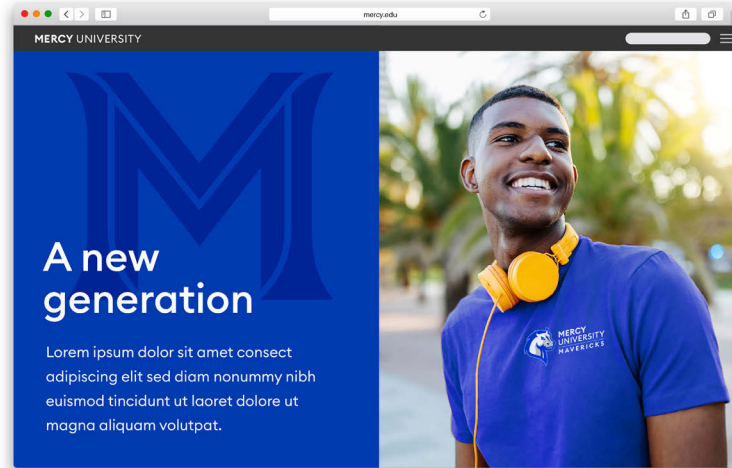 mercy.edu
MERCY UNIVERSITY
A new
generation
Lorem ipsum dolor sit amet consect
adipiscing elit sed diam nonummy nibh
euismod tincidunt ut laoret dolore ut
magna aliquam volutpat.
MERCY
UNIVERSITY
MAVERICKS